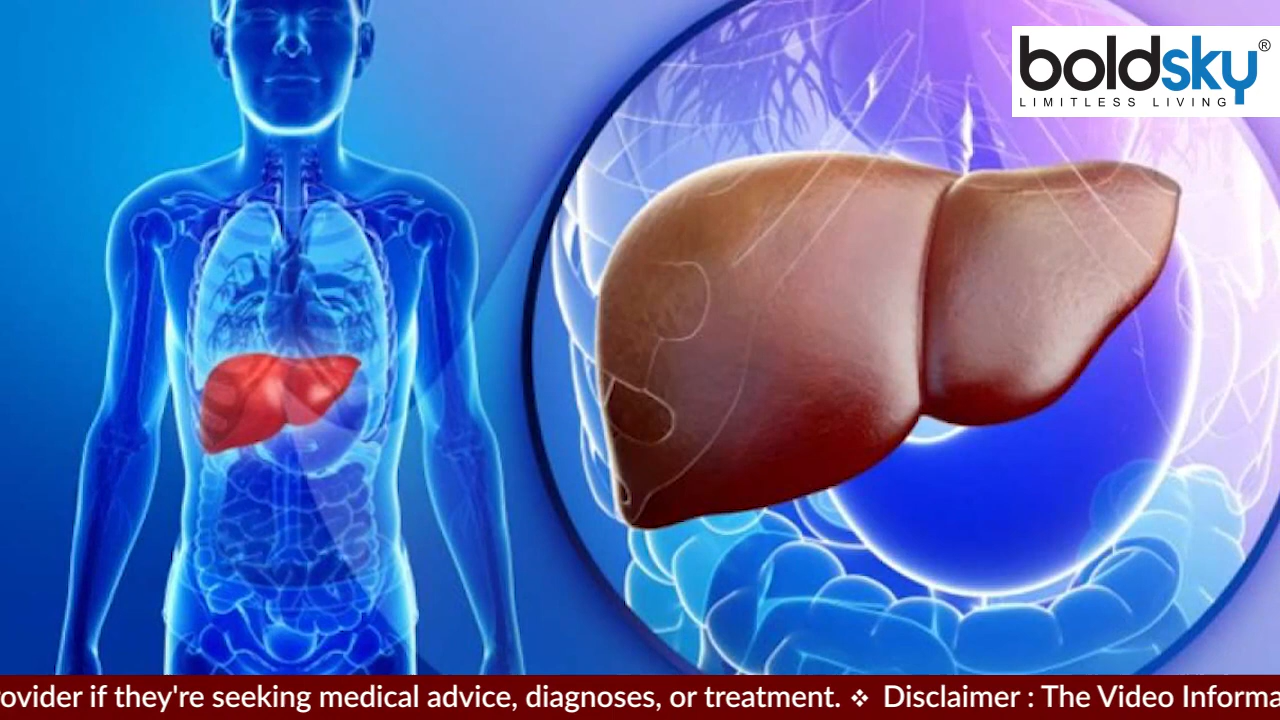 boldsky®
LIMITLESS LIVING
ovider if they're seeking medical advice, diagnoses, or treatment. ❖ Disclaimer : The Video Informa